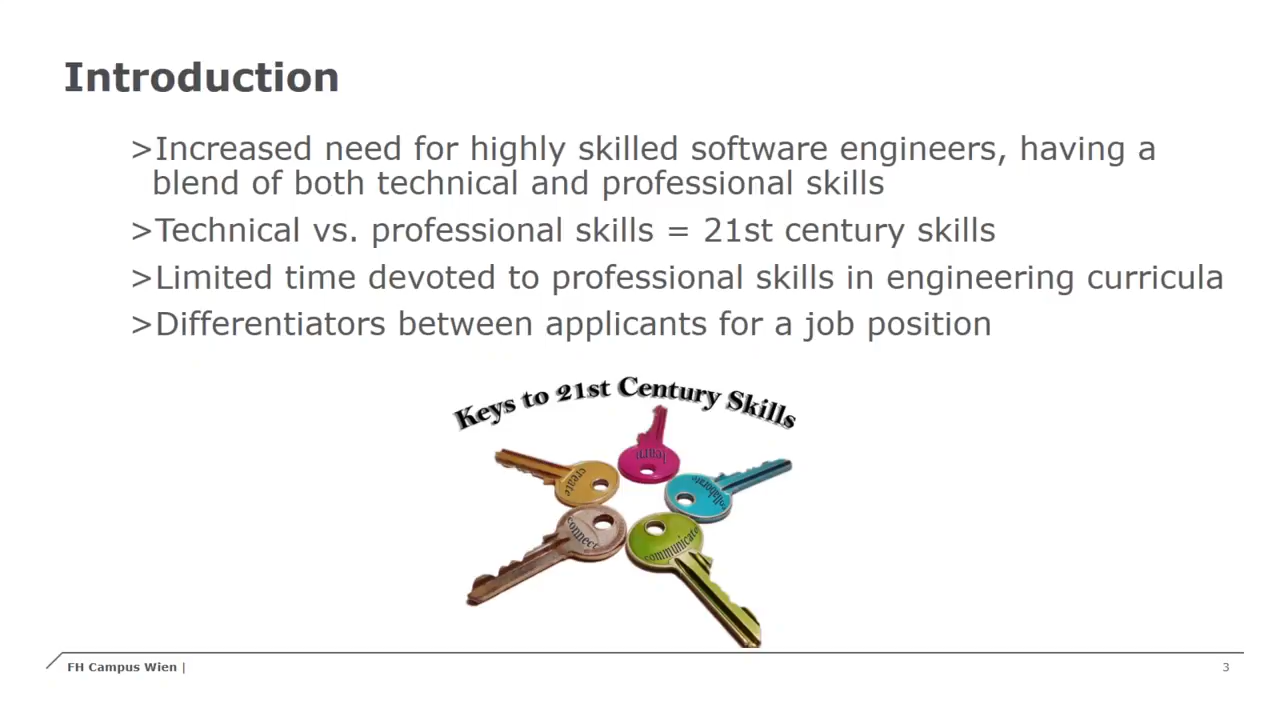 Introduction
>Increased need for highly skilled software engineers, having a
blend of both technical and professional skills
>Technical vs. professional skills = 21st century skills
>Limited time devoted to professional skills in engineering curricula
>Differentiators between applicants for a job position
Keys to 21st Century Skills
learn
create
collaborate
connect
communicate
FH Campus Wien |
3